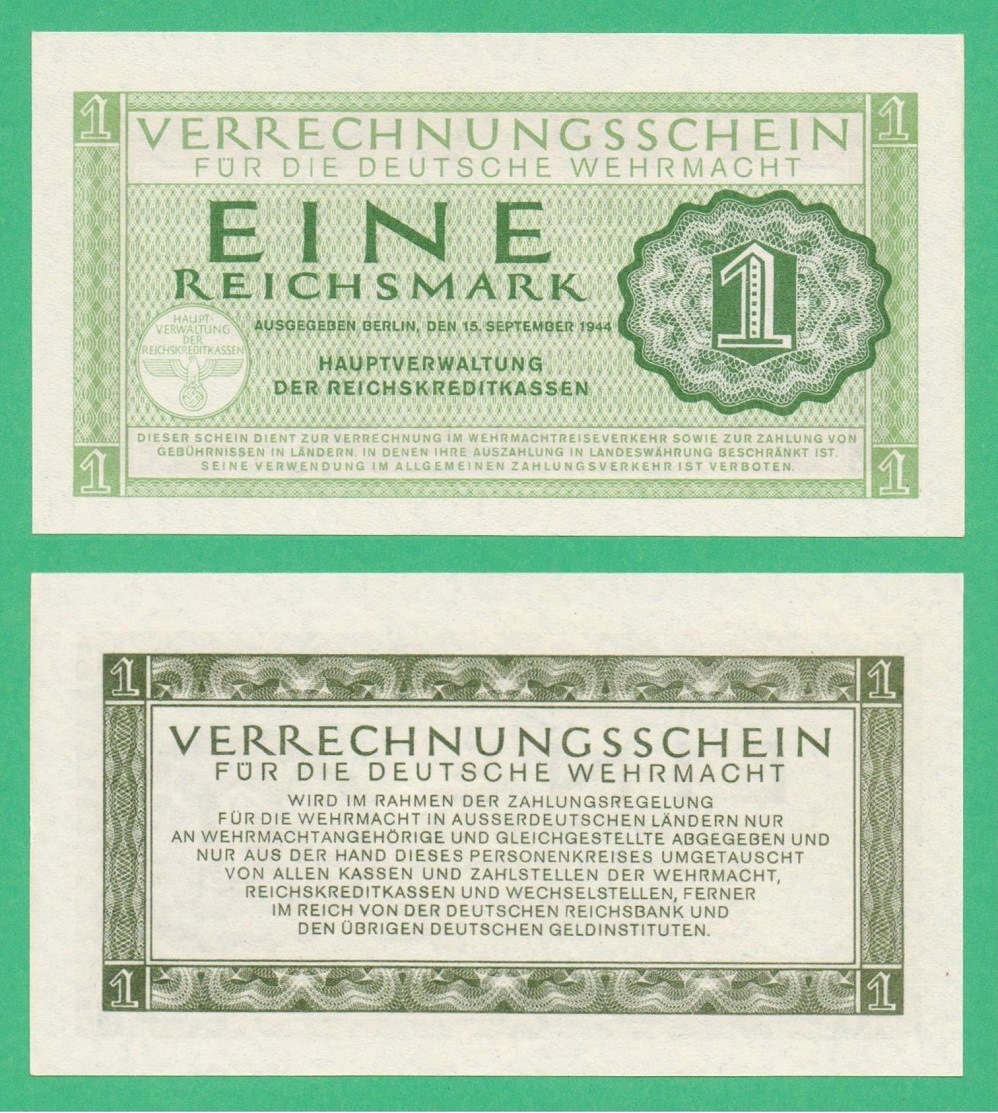 1 1
VERRECHNUNGSSCHEIN
FÜR DIE DEUTSCHE WEHRMACHT
EINE
REICHSMARK
1
HAUPT-
VERWALTUNG
DER
REICHSKREDITKASSEN
AUSGEGEBEN BERLIN, DEN 15. SEPTEMBER 1944
HAUPTVERWALTUNG
DER REICHSKREDITKASSEN
DIESER SCHEIN DIENT ZUR VERRECHNUNG IM WEHRMACHTREISEVERKEHR SOWIE ZUR ZAHLUNG VON
GEBÜHRNISSEN IN LÄNDERN, IN DENEN IHRE AUSZAHLUNG IN LANDESWÄHRUNG BESCHRÄNKT IST.
SEINE VERWENDUNG IM ALLGEMEINEN ZAHLUNGSVERKEHR IST VERBOTEN.
1 1
1 1
VERRECHNUNGSSCHEIN
FÜR DIE DEUTSCHE WEHRMACHT
WIRD IM RAHMEN DER ZAHLUNGSREGELUNG
FÜR DIE WEHRMACHT IN AUSSERDEUTSCHEN LÄNDERN NUR
AN WEHRMACHTANGEHÖRIGE UND GLEICHGESTELLTE ABGEGEBEN UND
NUR AUS DER HAND DIESES PERSONENKREISES UMGETAUSCHT
VON ALLEN KASSEN UND ZAHLSTELLEN DER WEHRMACHT,
REICHSKREDITKASSEN UND WECHSELSTELLEN, FERNER
IM REICH VON DER DEUTSCHEN REICHSBANK UND
DEN ÜBRIGEN DEUTSCHEN GELDINSTITUTEN.
1 1